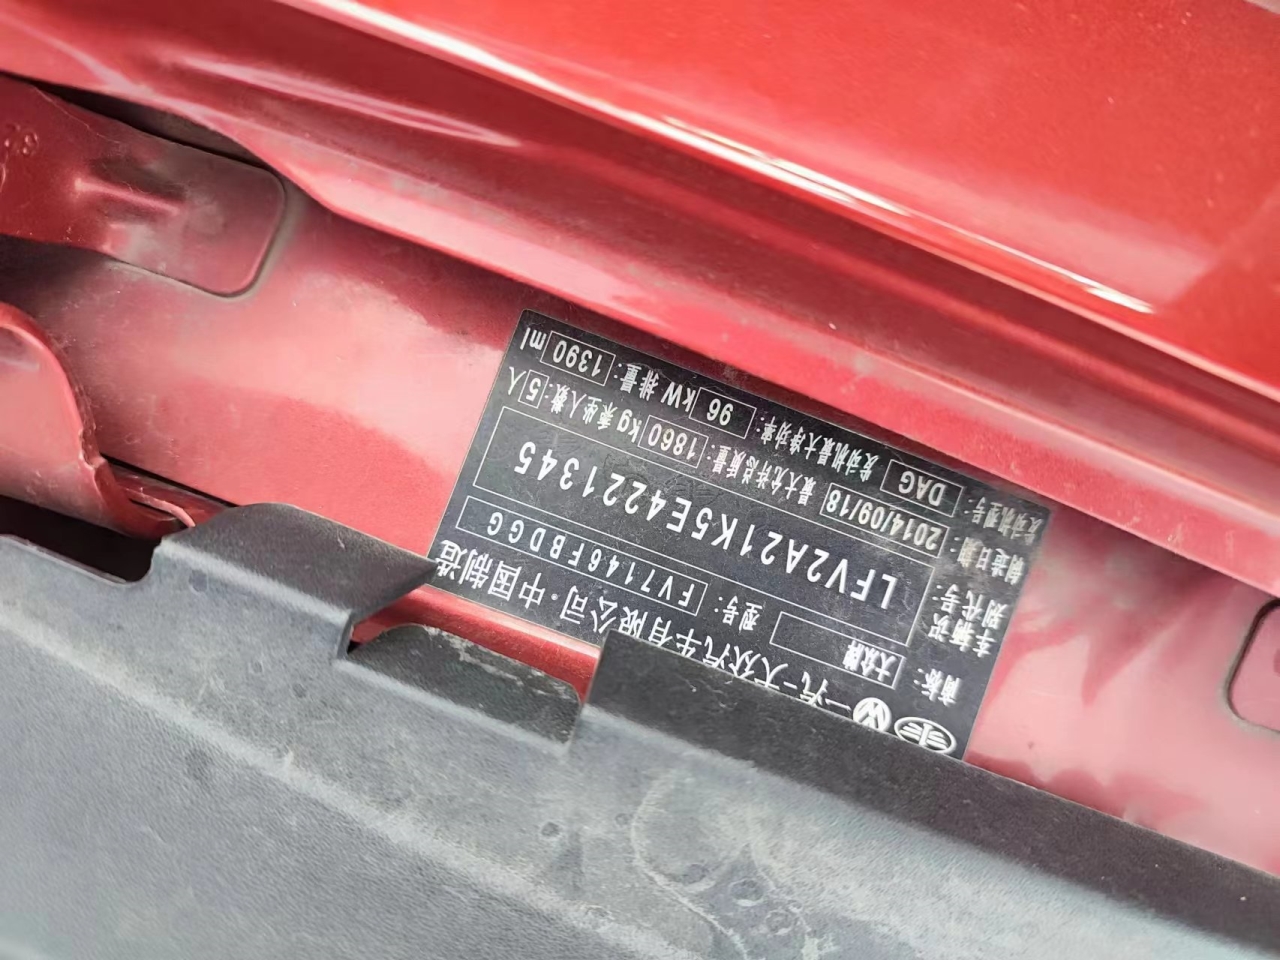 一汽-大众汽车有限公司·中国制造
商标: 大众牌 型号: FV7146FBDGG
车辆识别代号: LFV2A21K5E4221345
制造日期: 2014/09/18 最大允许总质量: 1860 kg 乘坐人数: 5 人
发动机型号: DAG 发动机最大净功率: 96 kW 排量: 1390 ml